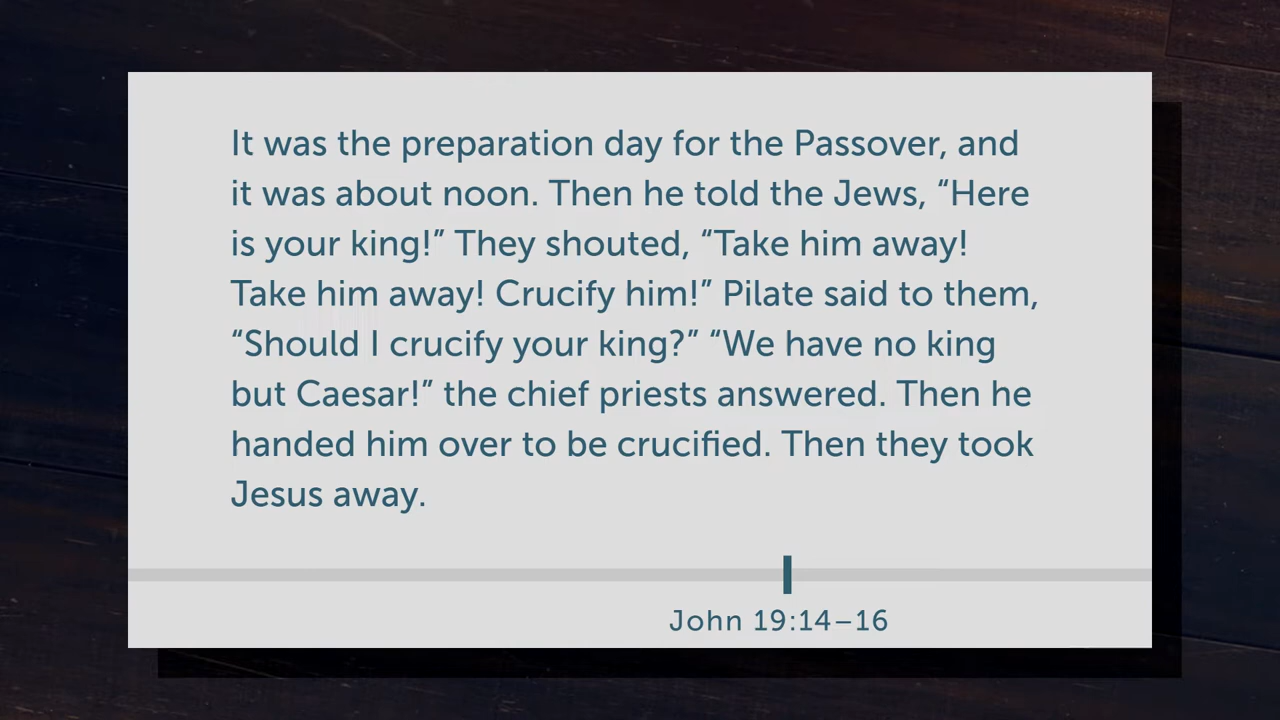 It was the preparation day for the Passover, and
it was about noon. Then he told the Jews, “Here
is your king!” They shouted, “Take him away!
Take him away! Crucify him!” Pilate said to them,
“Should I crucify your king?” “We have no king
but Caesar!” the chief priests answered. Then he
handed him over to be crucified. Then they took
Jesus away.
John 19:14–16